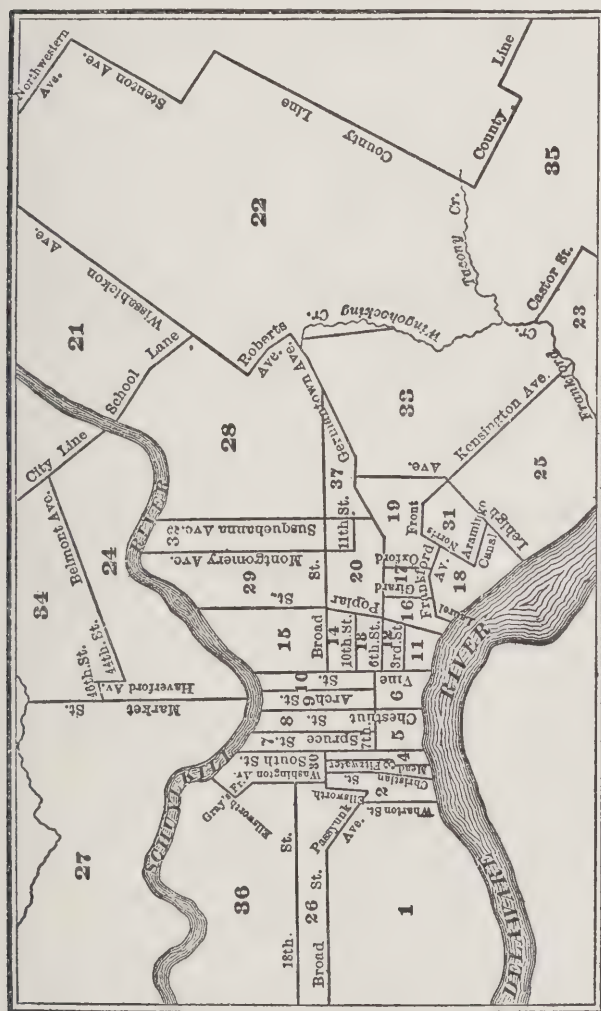 Northwestern
Ave.
Stenton Ave.
County Line
County Line
35
22
21
Wissahickon Ave.
School Lane
City Line
Roberts
Ave.
Wingohocking Cr.
Tacony Cr.
Castor St.
23
Frankford Cr.
Germantown Ave.
33
Kensington Ave.
25
28
37
Ave.
Lehigh
34
Belmont Ave.
24
RIVER
32
Susquehanna Ave.
Montgomery Ave.
11th St.
19
Front
31
Norris
Aramingo
Canal
29
20
Oxford
17
Girard
Frankford
Av.
18
16
Laurel
Poplar
St.
15
Broad
St.
14
10th.St.
13
6th.St.
12
3rd.St.
11
46th.St.
44th.St.
Haverford Av.
Market
St.
Vine
St.
10
6
Arch St.
9
Chestnut
St.
8
5
Spruce
St.
7
7th.
South St.
4
Washington Av.
30
Fitzwater
3
Mead
Christian
St.
2
Ellsworth
Wharton St.
Passyunk
Ave.
Gray's Fy.
Ellsworth
SCHUYLKILL
27
36
18th.
St.
26
Broad
St.
1
DELAWARE
RIVER